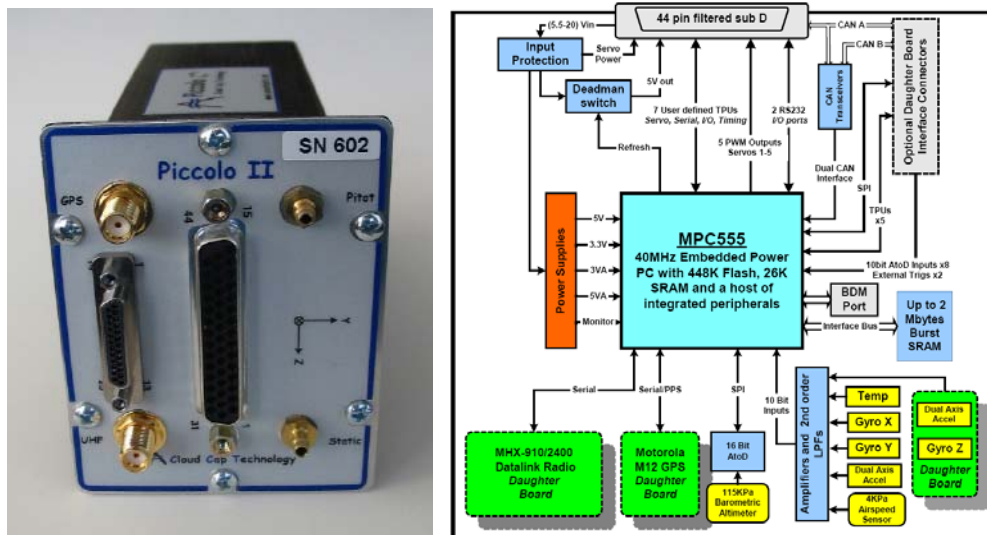 SN 602
Piccolo II
GPS
Pitot
44
15
Y
Z
31
1
UHF
Static
Cloud Cap Technology
44 pin filtered sub D
(5.5-20) Vin
CAN A
CAN B
Input
Protection
Servo
Power
5V out
Deadman
switch
7 User defined TPUs
Servo, Serial, I/O, Timing
2 RS232
I/O ports
5 PWM Outputs
Servos 1-5
CAN
Transceivers
Optional Daughter Board
Interface Connectors
Refresh
Dual CAN
Interface
SPI
TPUs
x5
Power Supplies
5V
3.3V
3VA
5VA
Monitor
MPC555
40MHz Embedded Power
PC with 448K Flash, 26K
SRAM and a host of
integrated peripherals
10bit AtoD Inputs x8
External Trigs x2
BDM
Port
Interface Bus
Up to 2
Mbytes
Burst
SRAM
Serial
Serial/PPS
SPI
10 Bit
Inputs
MHX-910/2400
Datalink Radio
Daughter
Board
Motorola
M12 GPS
Daughter
Board
16 Bit
AtoD
115KPa
Barometric
Altimeter
Amplifiers and 2nd order
LPFs
Temp
Gyro X
Gyro Y
Dual Axis
Accel
4KPa
Airspeed
Sensor
Dual Axis
Accel
Gyro Z
Daughter
Board